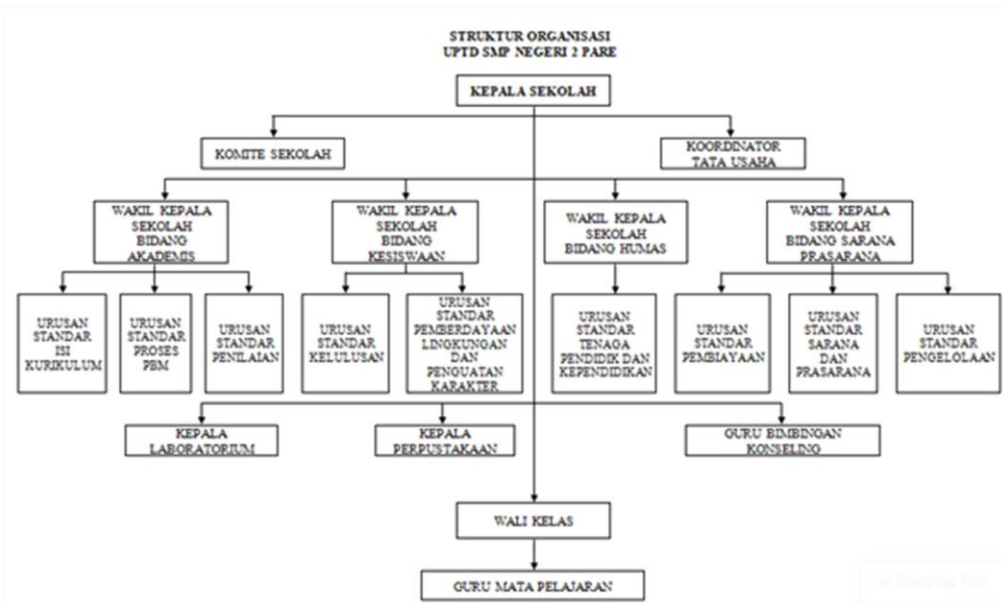 STRUKTUR ORGANISASI
UPTD SMP NEGERI 2 PARE
KEPALA SEKOLAH
KOMITE SEKOLAH
KOORDINATOR
TATA USAHA
WAKIL KEPALA
SEKOLAH
BIDANG
AKADEMIS
WAKIL KEPALA
SEKOLAH
BIDANG
KESISWAAN
WAKIL KEPALA
SEKOLAH
BIDANG HUMAS
WAKIL KEPALA
SEKOLAH
BIDANG SARANA
PRASARANA
URUSAN
STANDAR
ISI
KURIKULUM
URUSAN
STANDAR
PROSES
PBM
URUSAN
STANDAR
PENILAIAN
URUSAN
STANDAR
KELULUSAN
URUSAN
STANDAR
PEMBERDAYAAN
LINGKUNGAN
DAN
PENGUATAN
KARAKTER
URUSAN
STANDAR
TENAGA
PENDIDIK DAN
KEPENDIDIKAN
URUSAN
STANDAR
PEMBIAYAAN
URUSAN
STANDAR
SARANA
DAN
PRASARANA
URUSAN
STANDAR
PENGELOLAAN
KEPALA
LABORATORIUM
KEPALA
PERPUSTAKAAN
GURU BIMBINGAN
KONSELING
WALI KELAS
GURU MATA PELAJARAN
Snipping Tool